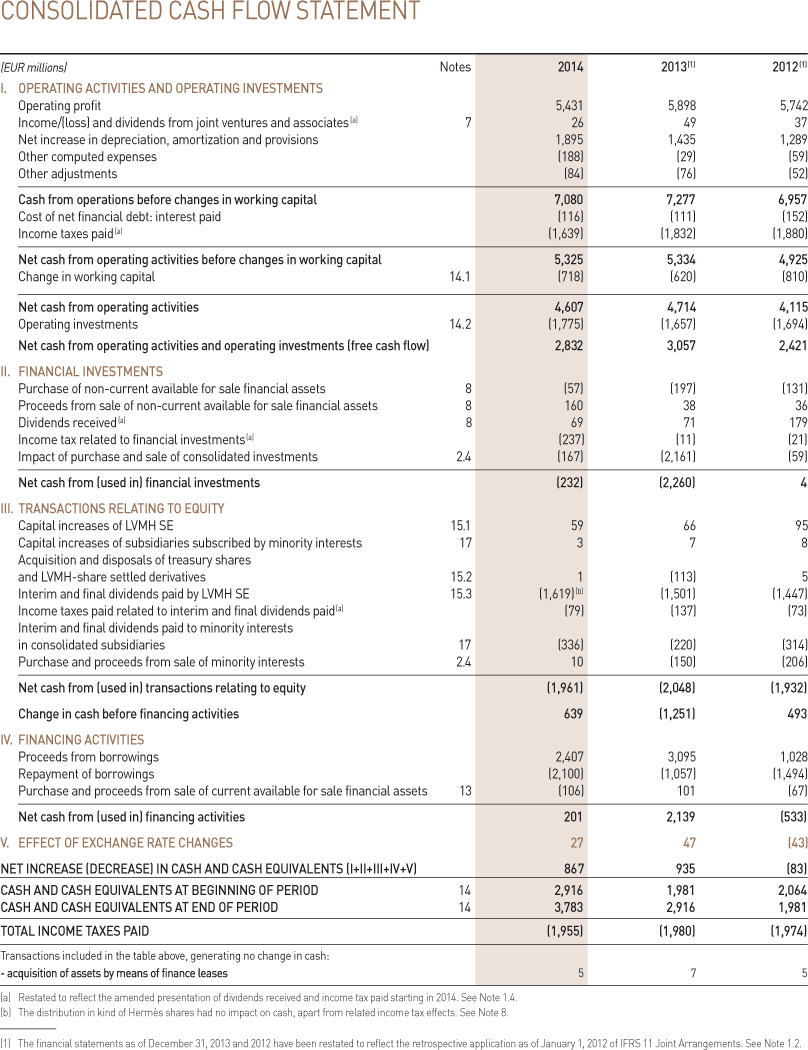 CONSOLIDATED CASH FLOW STATEMENT
(EUR millions) Notes 2014 2013(1) 2012(1)
I. OPERATING ACTIVITIES AND OPERATING INVESTMENTS
Operating profit 5,431 5,898 5,742
Income/(loss) and dividends from joint ventures and associates(a) 7 26 49 37
Net increase in depreciation, amortization and provisions 1,895 1,435 1,289
Other computed expenses (188) (29) (59)
Other adjustments (84) (76) (52)
Cash from operations before changes in working capital 7,080 7,277 6,957
Cost of net financial debt: interest paid (116) (111) (152)
Income taxes paid(a) (1,639) (1,832) (1,880)
Net cash from operating activities before changes in working capital 5,325 5,334 4,925
Change in working capital 14.1 (718) (620) (810)
Net cash from operating activities 4,607 4,714 4,115
Operating investments 14.2 (1,775) (1,657) (1,694)
Net cash from operating activities and operating investments (free cash flow) 2,832 3,057 2,421
II. FINANCIAL INVESTMENTS
Purchase of non-current available for sale financial assets 8 (57) (197) (131)
Proceeds from sale of non-current available for sale financial assets 8 160 38 36
Dividends received(a) 8 69 71 179
Income tax related to financial investments(a) (237) (11) (21)
Impact of purchase and sale of consolidated investments 2.4 (167) (2,161) (59)
Net cash from (used in) financial investments (232) (2,260) 4
III. TRANSACTIONS RELATING TO EQUITY
Capital increases of LVMH SE 15.1 59 66 95
Capital increases of subsidiaries subscribed by minority interests 17 3 7 8
Acquisition and disposals of treasury shares
and LVMH-share settled derivatives 15.2 1 (113) 5
Interim and final dividends paid by LVMH SE 15.3 (1,619)(b) (1,501) (1,447)
Income taxes paid related to interim and final dividends paid(a) (79) (137) (73)
Interim and final dividends paid to minority interests
in consolidated subsidiaries 17 (336) (220) (314)
Purchase and proceeds from sale of minority interests 2.4 10 (150) (206)
Net cash from (used in) transactions relating to equity (1,961) (2,048) (1,932)
Change in cash before financing activities 639 (1,251) 493
IV. FINANCING ACTIVITIES
Proceeds from borrowings 2,407 3,095 1,028
Repayment of borrowings (2,100) (1,057) (1,494)
Purchase and proceeds from sale of current available for sale financial assets 13 (106) 101 (67)
Net cash from (used in) financing activities 201 2,139 (533)
V. EFFECT OF EXCHANGE RATE CHANGES 27 47 (43)
NET INCREASE (DECREASE) IN CASH AND CASH EQUIVALENTS (I+II+III+IV+V) 867 935 (83)
CASH AND CASH EQUIVALENTS AT BEGINNING OF PERIOD 14 2,916 1,981 2,064
CASH AND CASH EQUIVALENTS AT END OF PERIOD 14 3,783 2,916 1,981
TOTAL INCOME TAXES PAID (1,955) (1,980) (1,974)
Transactions included in the table above, generating no change in cash:
- acquisition of assets by means of finance leases 5 7 5
(a) Restated to reflect the amended presentation of dividends received and income tax paid starting in 2014. See Note 1.4.
(b) The distribution in kind of Hermès shares had no impact on cash, apart from related income tax effects. See Note 8.
(1) The financial statements as of December 31, 2013 and 2012 have been restated to reflect the retrospective application as of January 1, 2012 of IFRS 11 Joint Arrangements. See Note 1.2.